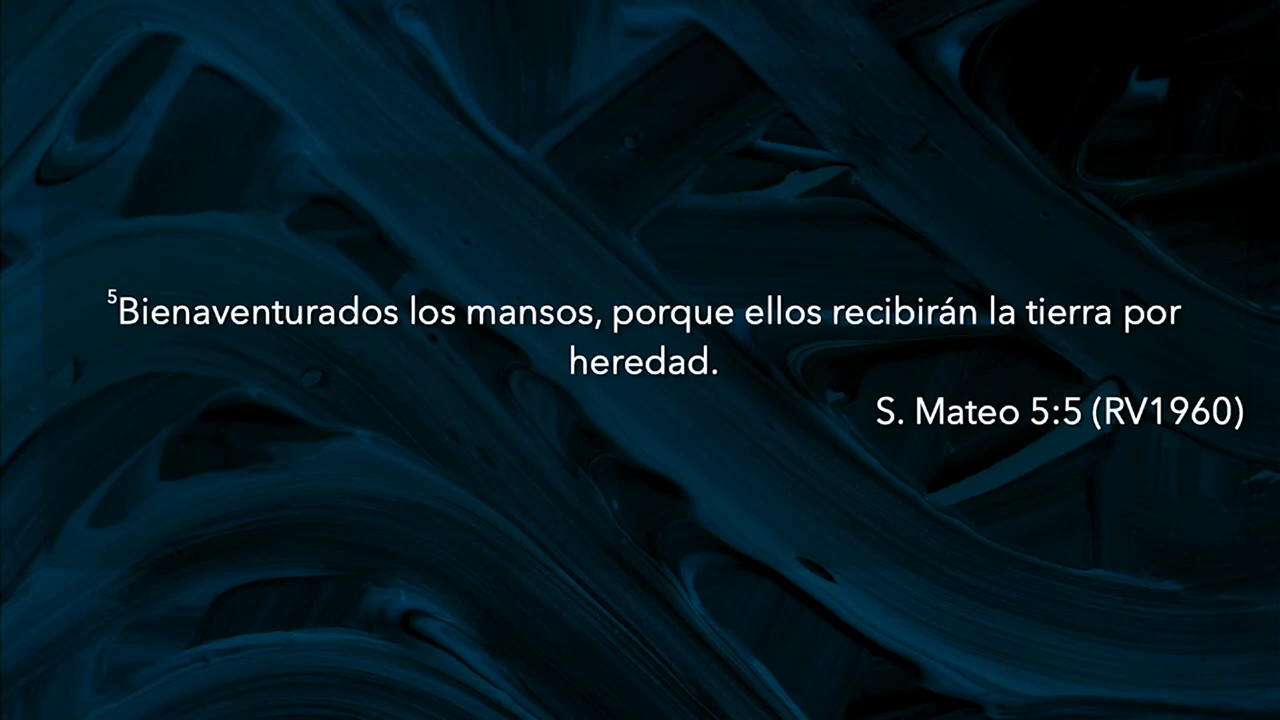 ⁵Bienaventurados los mansos, porque ellos recibirán la tierra por
heredad.
S. Mateo 5:5 (RV1960)